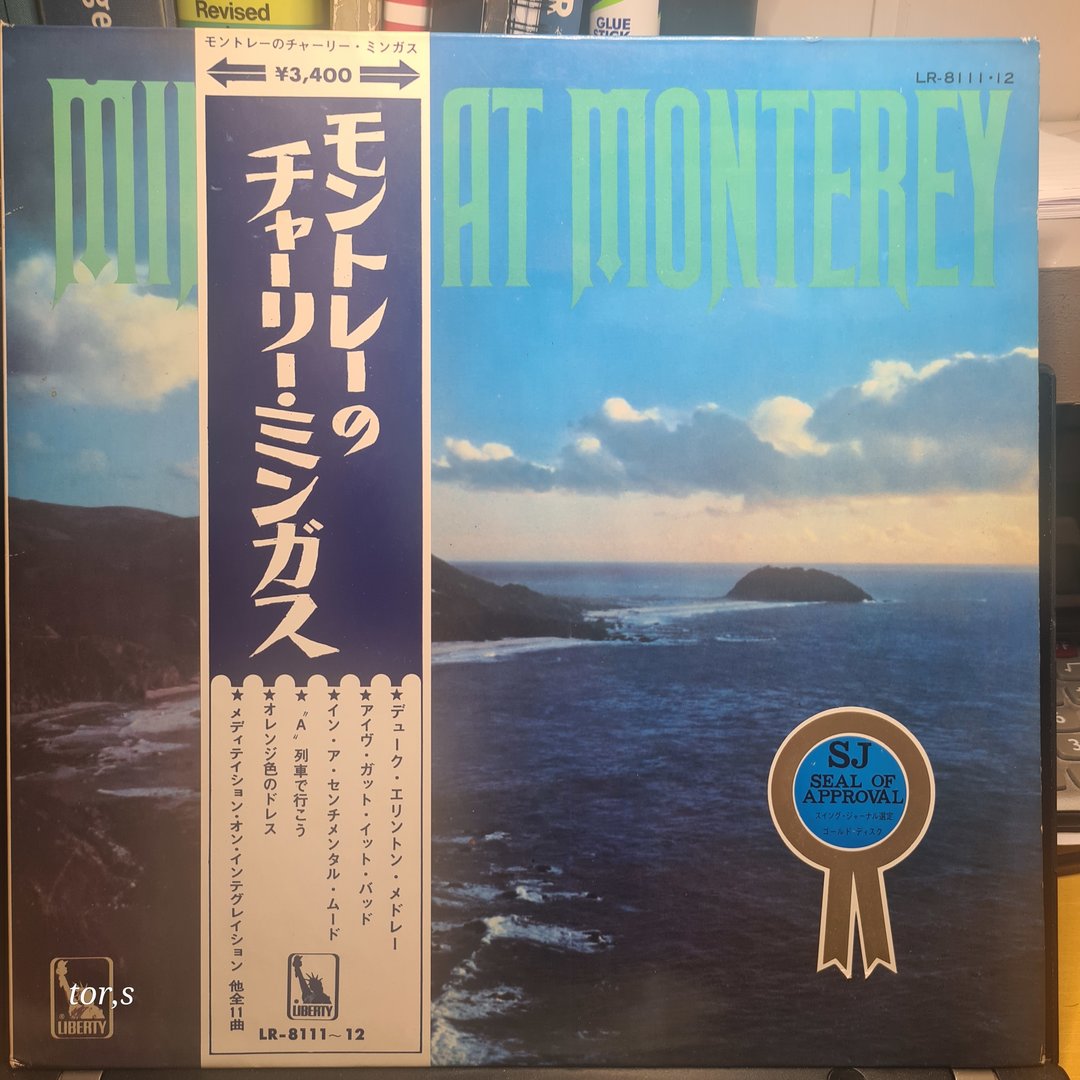 Revised
GLUE
STICK
モントレーのチャーリー・ミンガス
¥3,400
LR-8111・12
AT MONTEREY
モントレーの
チャーリー・ミンガス
★デューク・エリントン・メドレー
★アイヴ・ガット・イット・バッド
★イン・ア・センチメンタル・ムード
★"A"列車で行こう
★オレンジ色のドレス
★メディテイション・オン・インテグレイション 他全11曲
LIBERTY
LR-8111~12
SJ
SEAL OF
APPROVAL
スイング・ジャーナル選定
ゴールド・ディスク
tor,s
® LIBERTY